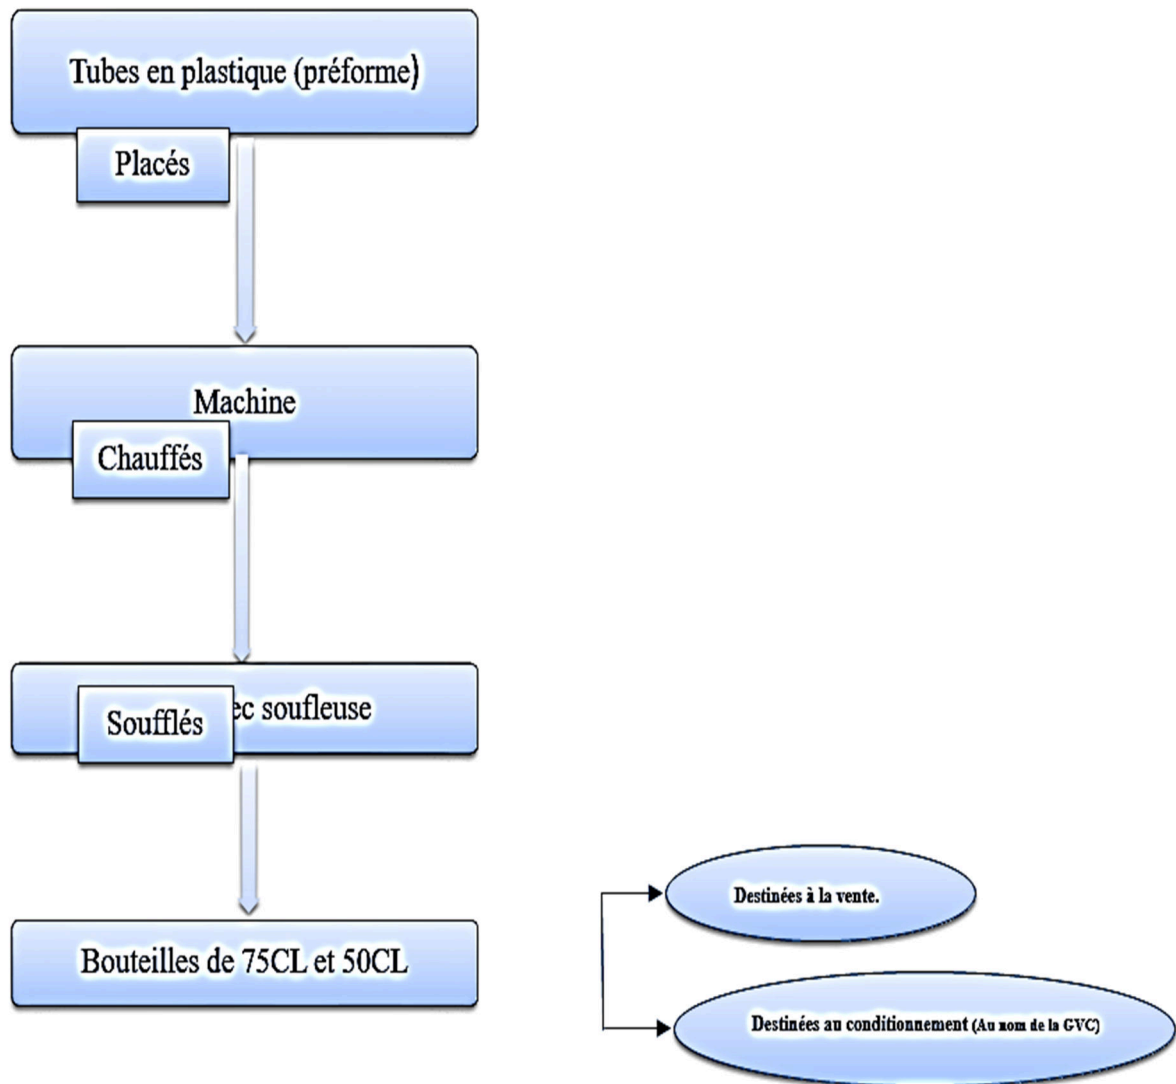 Tubes en plastique (préforme)
Placés
Machine
Chauffés
Soufflés
ec soufleuse
Bouteilles de 75CL et 50CL
Destinées à la vente.
Destinées au conditionnement (Au nom de la GVC)